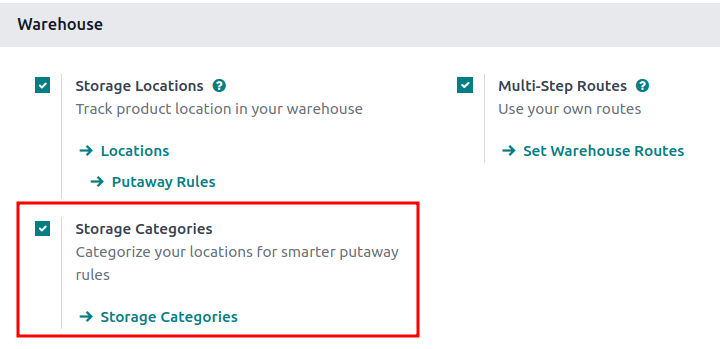 Warehouse
Storage Locations ?
Track product location in your warehouse
→ Locations
→ Putaway Rules
Multi-Step Routes ?
Use your own routes
→ Set Warehouse Routes
Storage Categories
Categorize your locations for smarter putaway
rules
→ Storage Categories